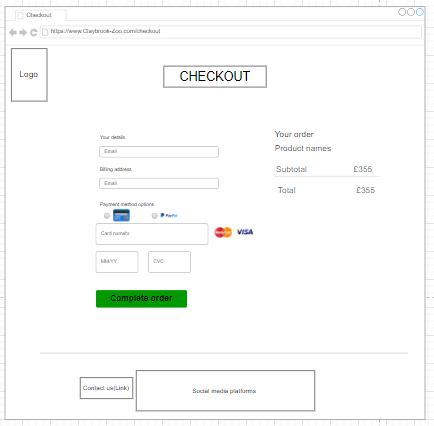 Checkout
https://www.Claybrook-Zoo.com/checkout
Logo
CHECKOUT
Your details
Email
Billing address
Email
Payment method options
PayPal
Card numebr
VISA
MM/YY
CVC
Complete order
Your order
Product names
Subtotal £355
Total £355
Contact us(Link)
Social media platforms